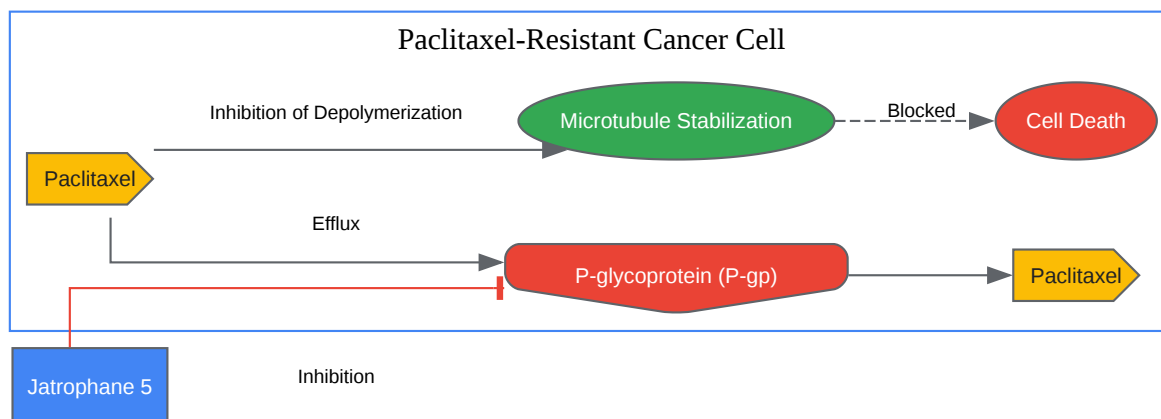 Paclitaxel-Resistant Cancer Cell
Inhibition of Depolymerization
Microtubule Stabilization
Blocked
Cell Death
Paclitaxel
Efflux
P-glycoprotein (P-gp)
Paclitaxel
Jatrophane 5
Inhibition